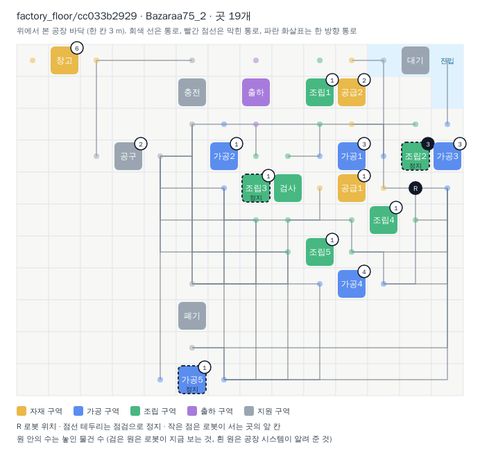 factory_floor/cc033b2929 · Bazaraa75_2 · 곳 19개
위에서 본 공장 바닥 (한 칸 3 m). 회색 선은 통로, 빨간 점선은 막힌 통로, 파란 화살표는 한 방향 통로
창고 6
대기
진입
충전
출하
조립1 1
공급2 2
공구 2
가공2 1
가공1 3
조립2 3
정지
가공3 3
조립3 1
정지
검사
공급1 1
R
조립4 1
조립5 1
가공4 4
폐기
가공5 1
정지
자재 구역 가공 구역 조립 구역 출하 구역 지원 구역
R 로봇 위치 · 점선 테두리는 점검으로 정지 · 작은 점은 로봇이 서는 곳의 앞 칸
원 안의 수는 놓인 물건 수 (검은 원은 로봇이 지금 보는 것, 흰 원은 공장 시스템이 알려 준 것)